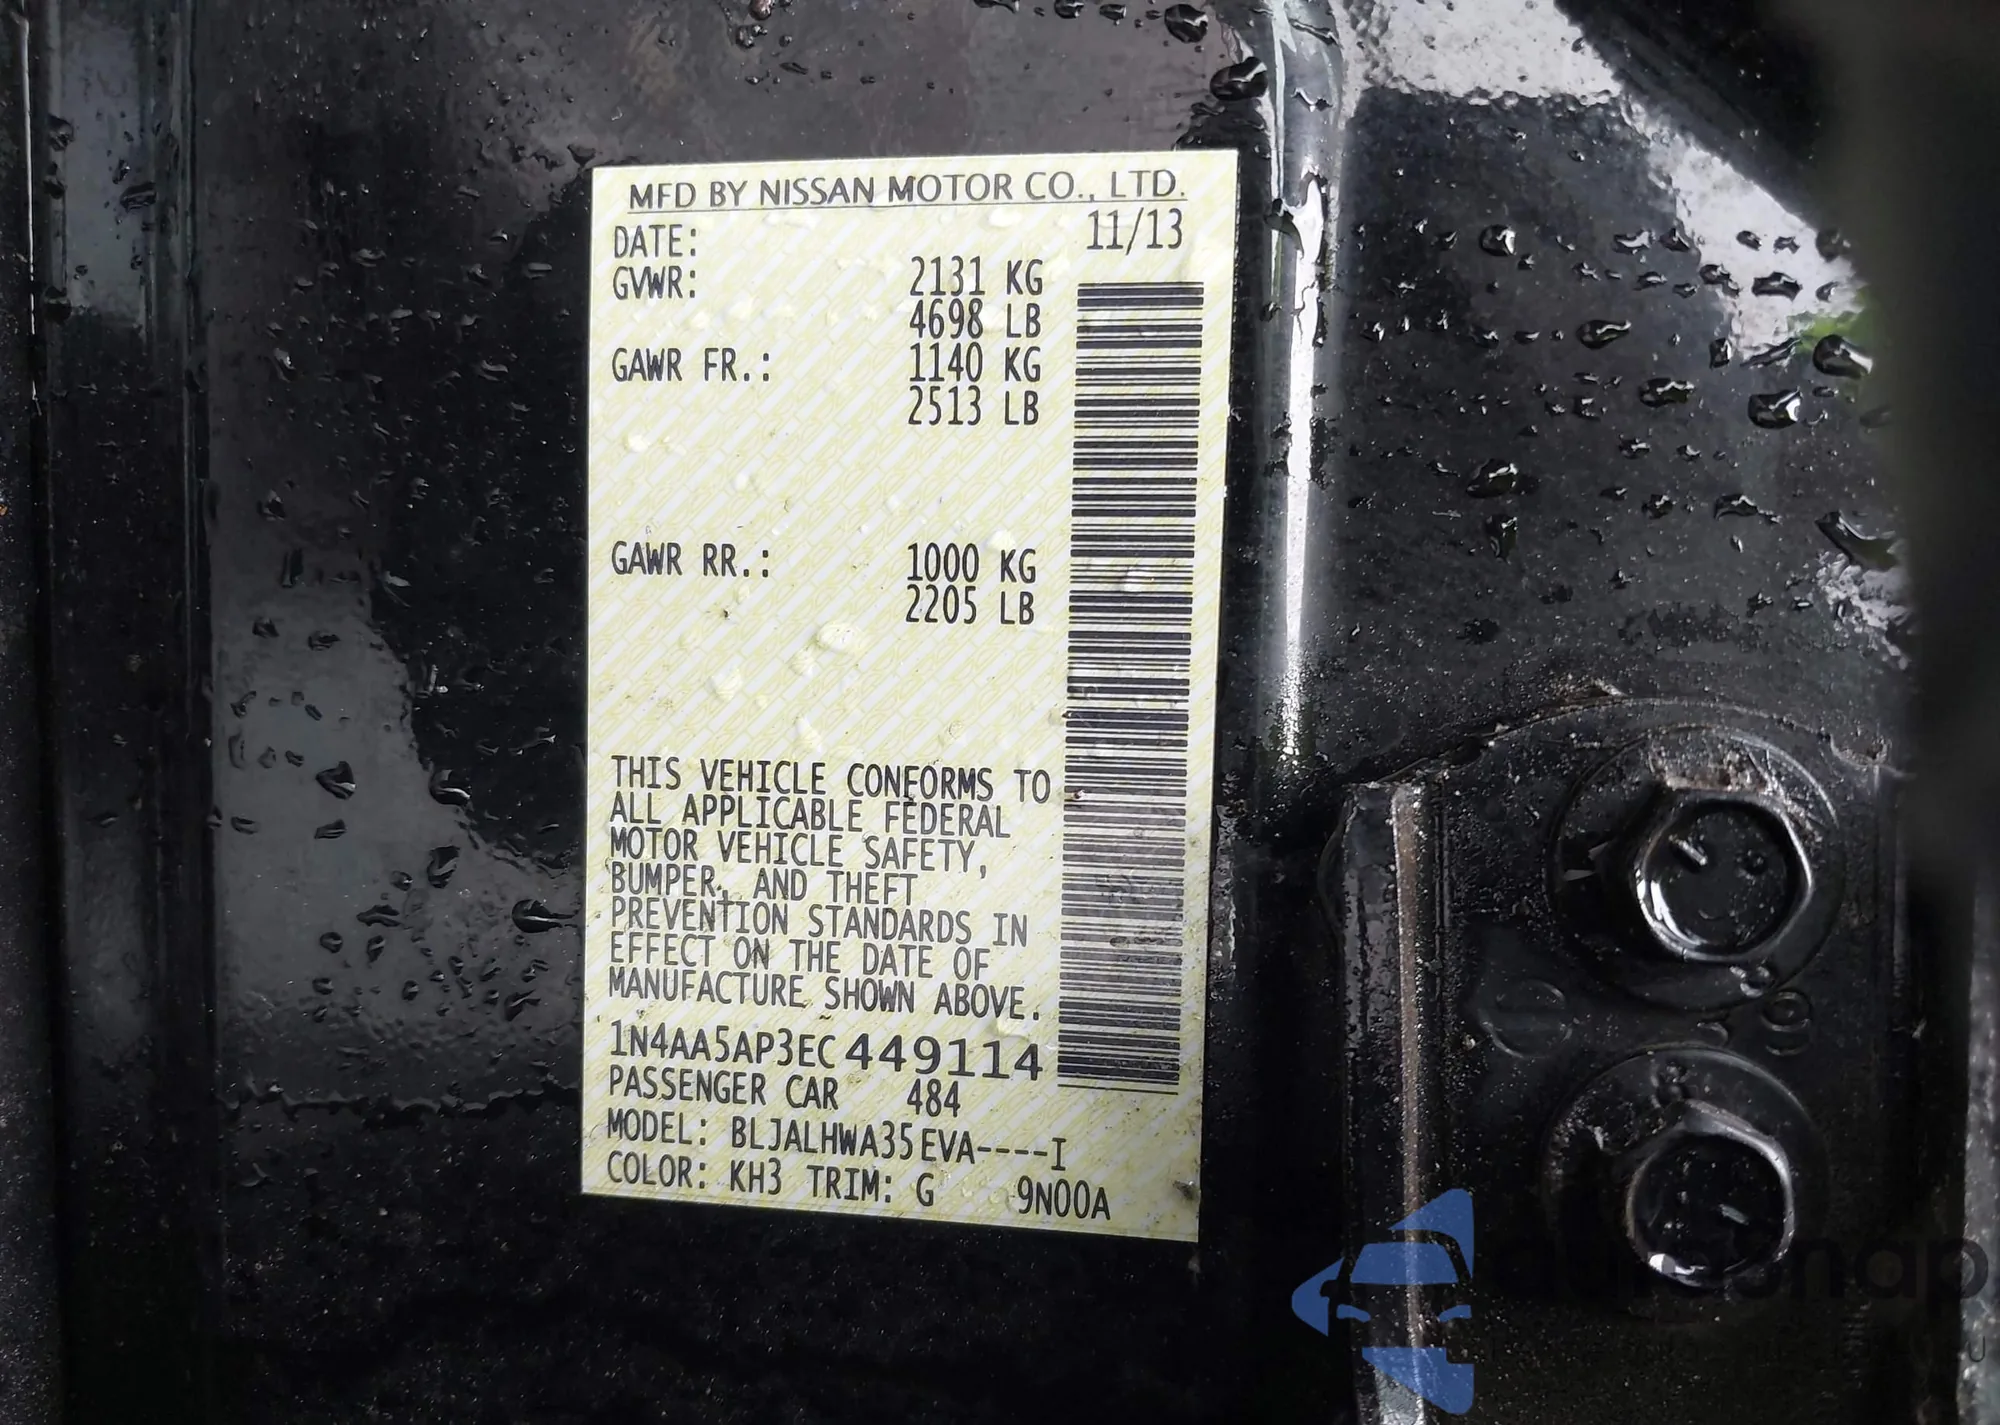 MFD BY NISSAN MOTOR CO., LTD.
DATE: 11/13
GVWR: 2131 KG
4698 LB
GAWR FR.: 1140 KG
2513 LB
GAWR RR.: 1000 KG
2205 LB
THIS VEHICLE CONFORMS TO
ALL APPLICABLE FEDERAL
MOTOR VEHICLE SAFETY,
BUMPER, AND THEFT
PREVENTION STANDARDS IN
EFFECT ON THE DATE OF
MANUFACTURE SHOWN ABOVE.
1N4AA5AP3EC449114
PASSENGER CAR 484
MODEL: BLJALHWA35EVA----I
COLOR: KH3 TRIM: G 9N00A